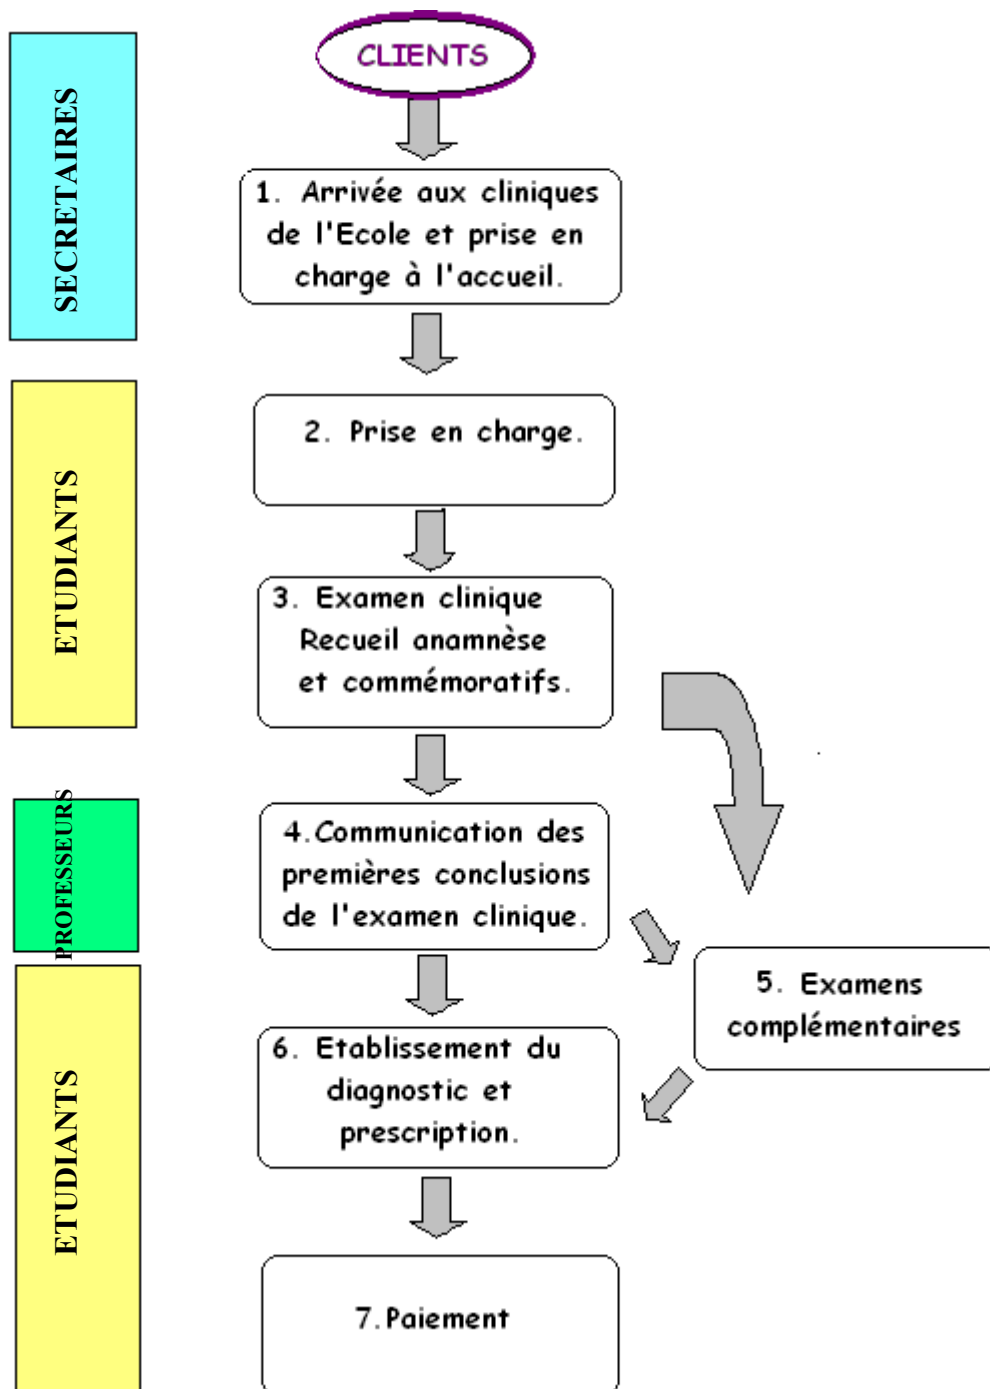 CLIENTS
SECRETAIRES
1. Arrivée aux cliniques
de l'Ecole et prise en
charge à l'accueil.
ETUDIANTS
2. Prise en charge.
3. Examen clinique
Recueil anamnèse
et commémoratifs.
PROFESSEURS
4.Communication des
premières conclusions
de l'examen clinique.
5. Examens
complémentaires
ETUDIANTS
6. Etablissement du
diagnostic et
prescription.
7.Paiement